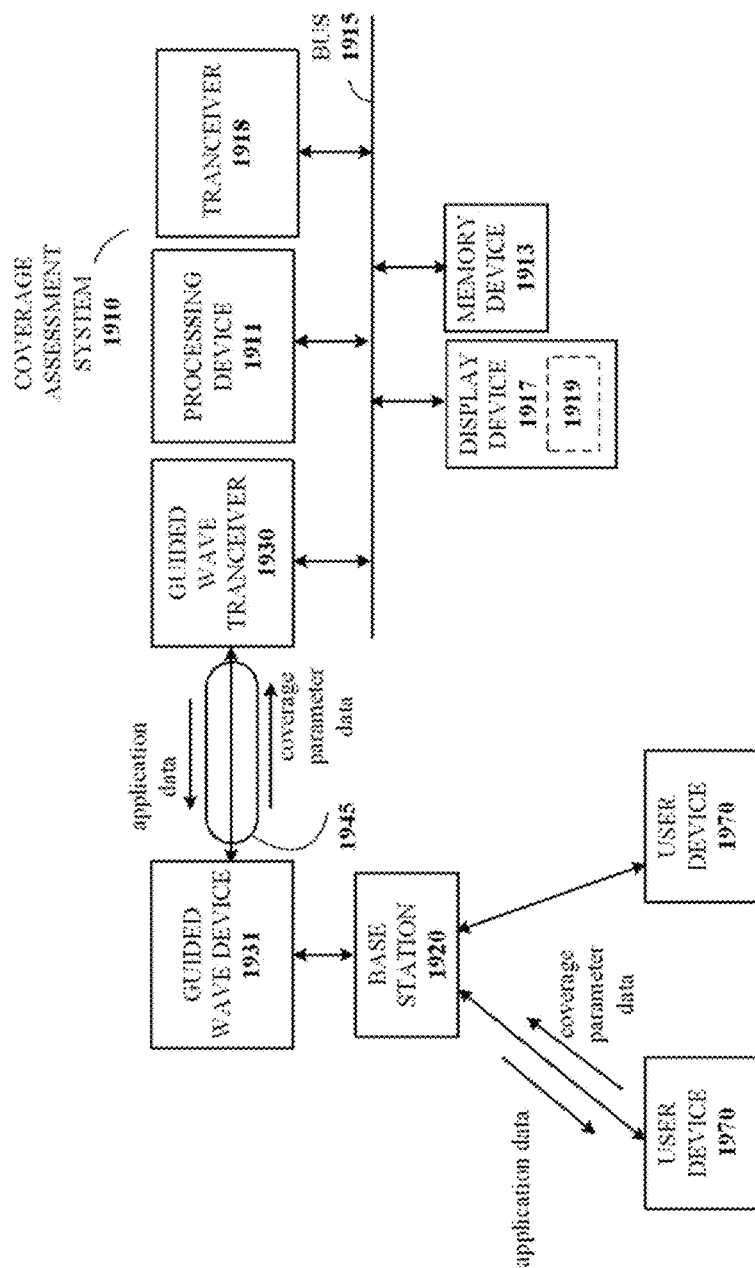 COVERAGE
ASSESSMENT
SYSTEM
1910
GUIDED
WAVE DEVICE
1931
application
data
coverage
parameter
data
1945
GUIDED
WAVE
TRANCEIVER
1930
PROCESSING
DEVICE
1911
TRANCEIVER
1918
BUS
1915
BASE
STATION
1920
DISPLAY
DEVICE
1917
1919
MEMORY
DEVICE
1913
application data
coverage
parameter
data
USER
DEVICE
1970
USER
DEVICE
1970